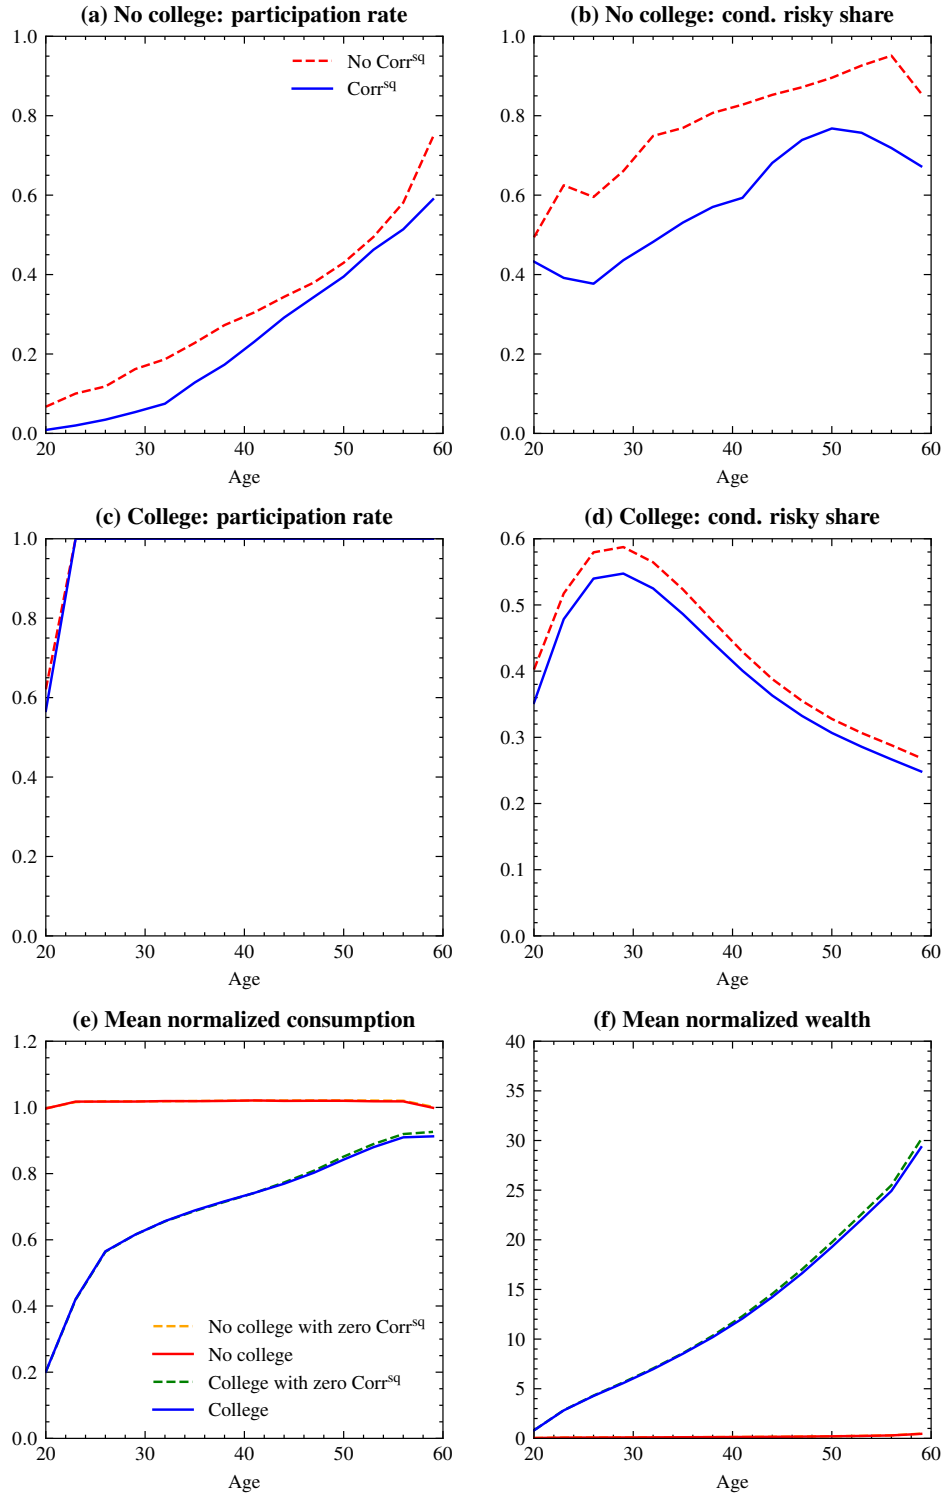 (a) No college: participation rate
1.0
0.8
0.6
0.4
0.2
0.0
20 30 40 50 60
Age
No Corr^sq
Corr^sq
(b) No college: cond. risky share
1.0
0.8
0.6
0.4
0.2
0.0
20 30 40 50 60
Age
(c) College: participation rate
1.0
0.8
0.6
0.4
0.2
0.0
20 30 40 50 60
Age
(d) College: cond. risky share
0.6
0.5
0.4
0.3
0.2
0.1
0.0
20 30 40 50 60
Age
(e) Mean normalized consumption
1.2
1.0
0.8
0.6
0.4
0.2
0.0
20 30 40 50 60
Age
No college with zero Corr^sq
No college
College with zero Corr^sq
College
(f) Mean normalized wealth
40
35
30
25
20
15
10
5
0
20 30 40 50 60
Age